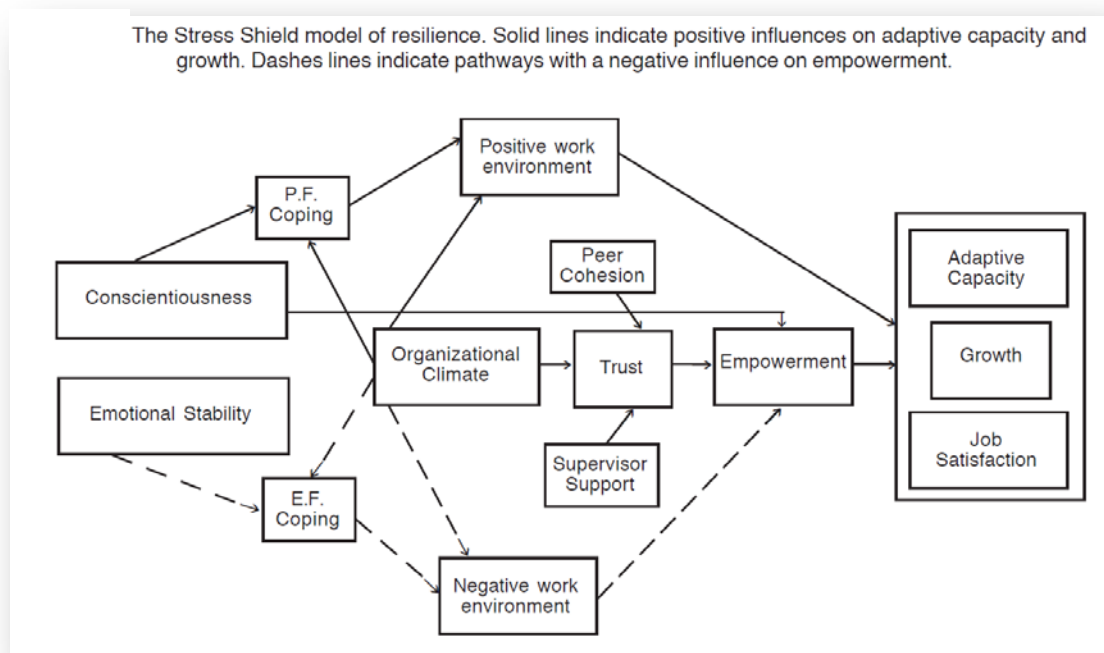 The Stress Shield model of resilience. Solid lines indicate positive influences on adaptive capacity and
growth. Dashes lines indicate pathways with a negative influence on empowerment.
Positive work
environment
P.F.
Coping
Peer
Cohesion
Adaptive
Capacity
Conscientiousness
Organizational
Climate
Trust
Empowerment
Growth
Emotional Stability
Job
Satisfaction
Supervisor
Support
E.F.
Coping
Negative work
environment